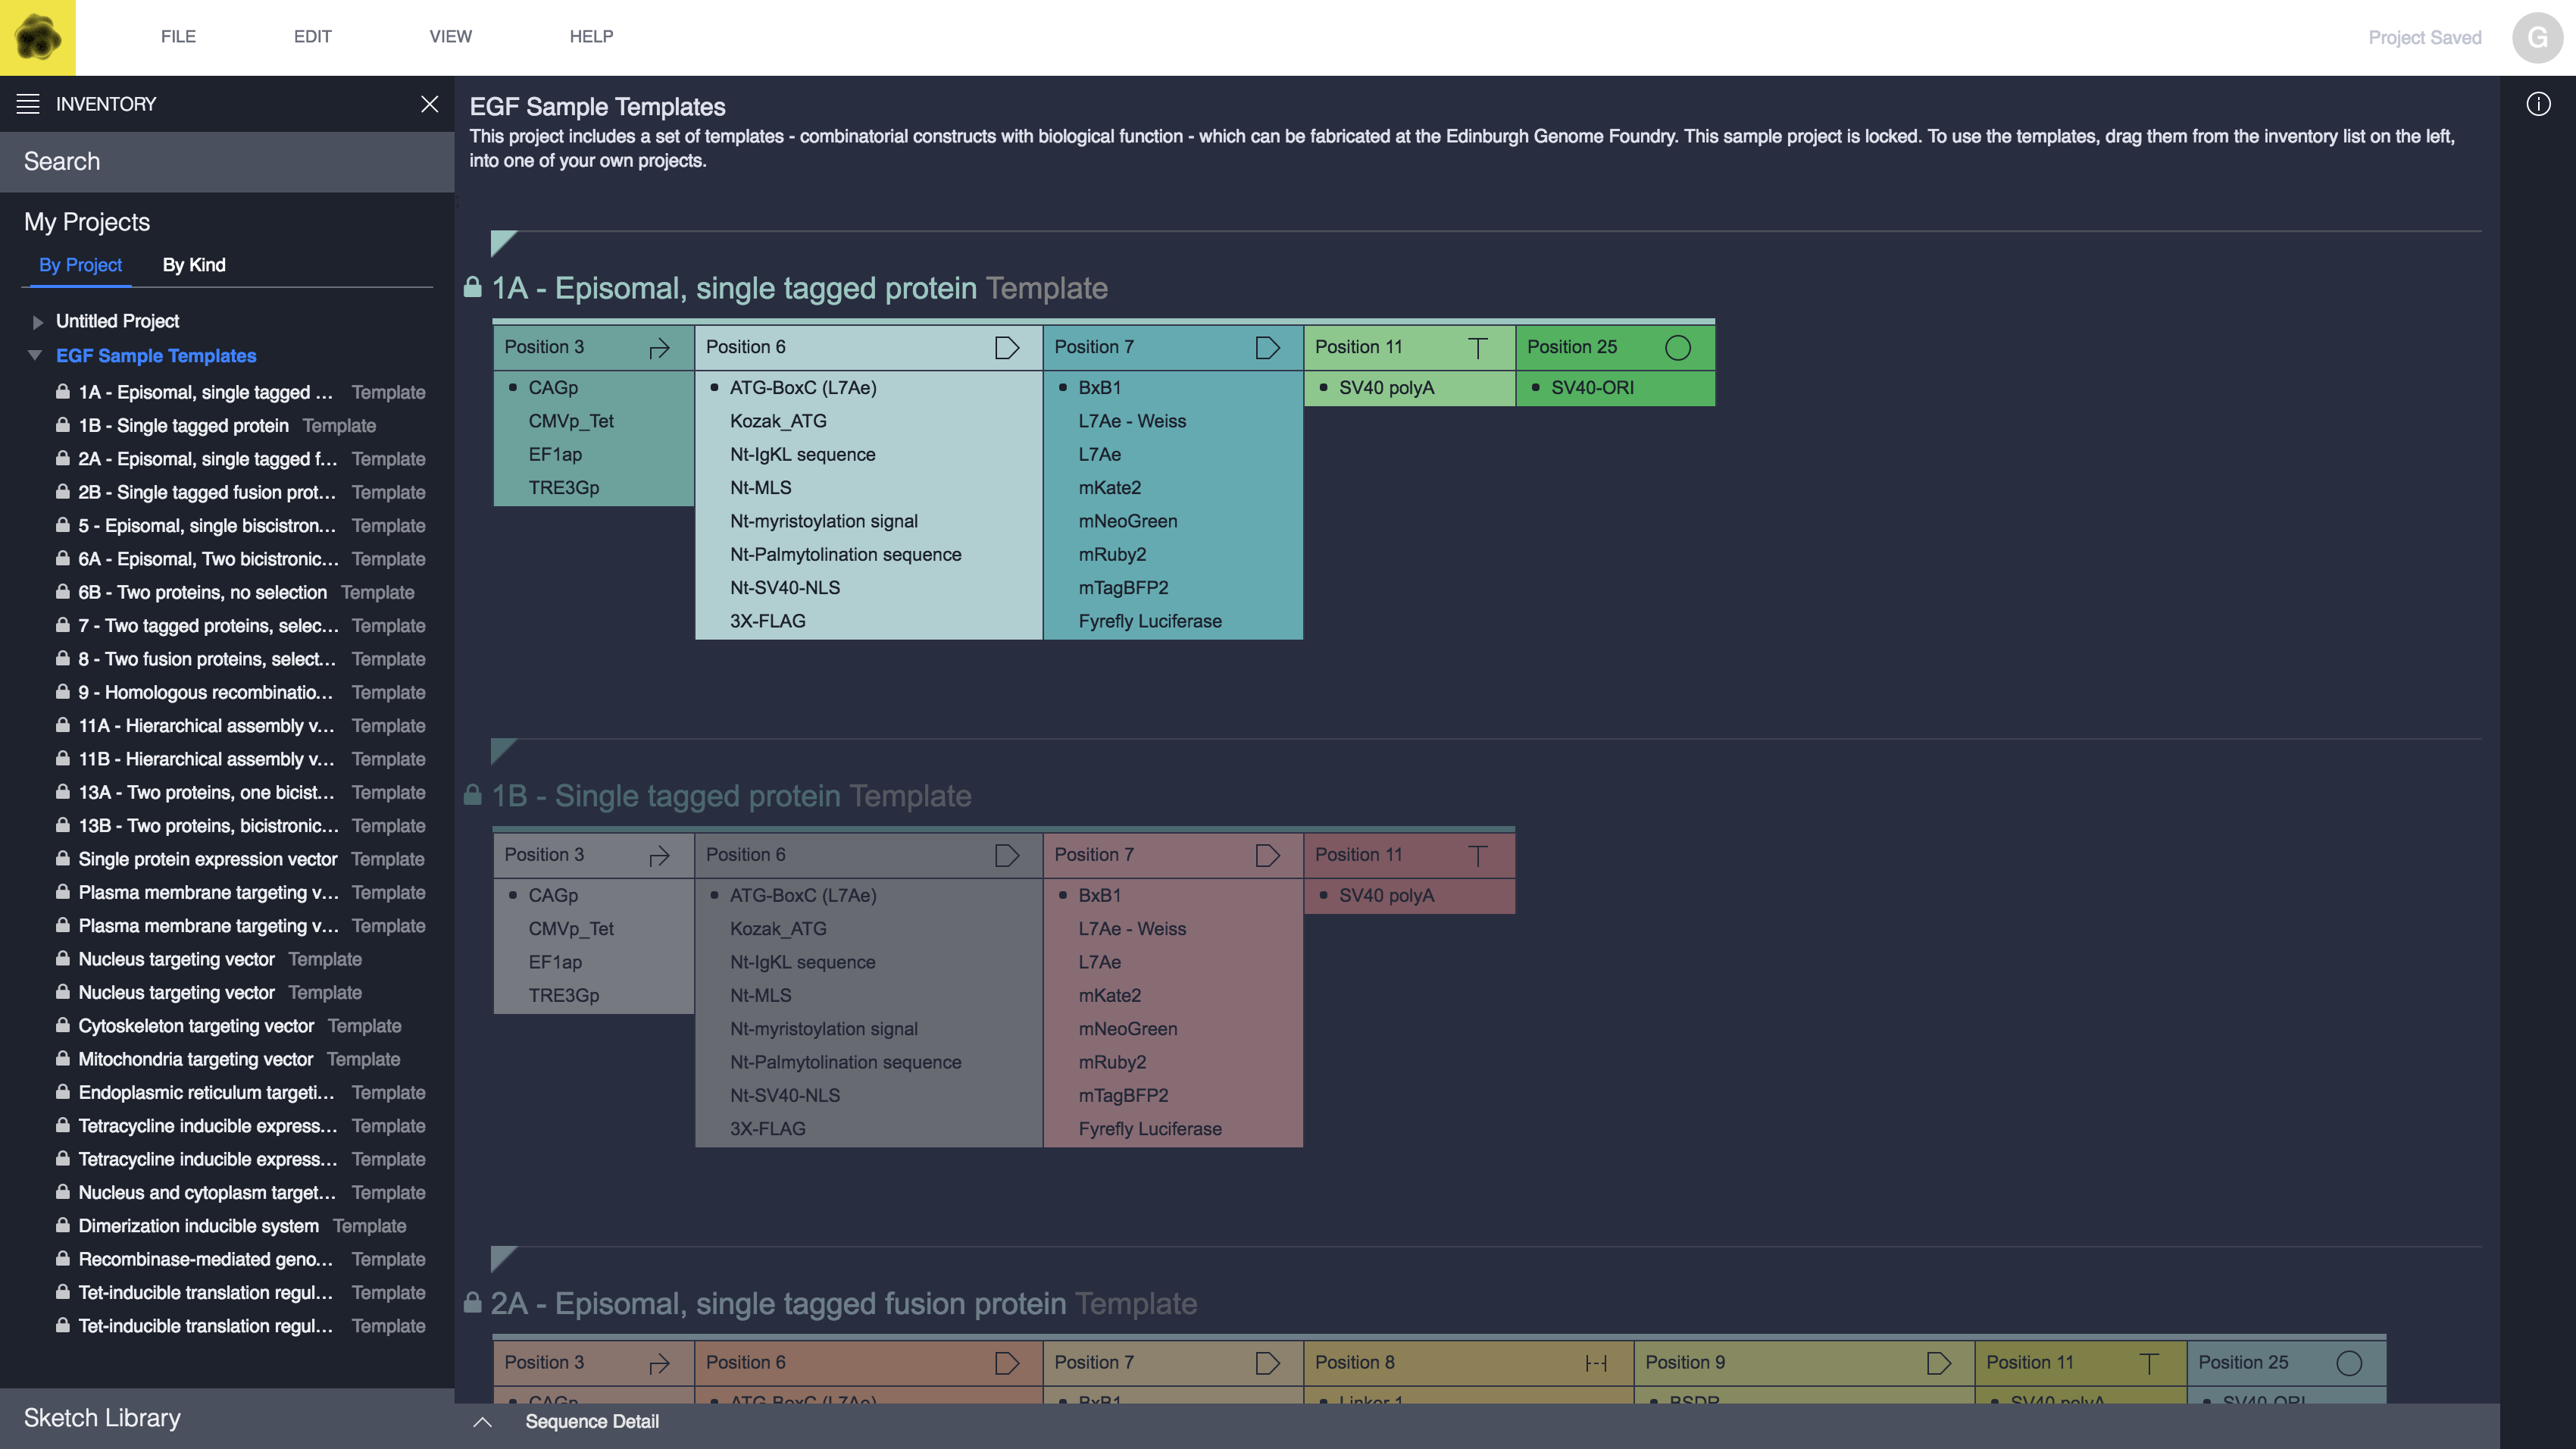 FILE
EDIT
VIEW
HELP
Project Saved
G
INVENTORY
Search
My Projects
By Project
By Kind
Untitled Project
EGF Sample Templates
1A - Episomal, single tagged ... Template
1B - Single tagged protein Template
2A - Episomal, single tagged f... Template
2B - Single tagged fusion prot... Template
5 - Episomal, single biscistron... Template
6A - Episomal, Two bicistronic... Template
6B - Two proteins, no selection Template
7 - Two tagged proteins, selec... Template
8 - Two fusion proteins, select... Template
9 - Homologous recombinatio... Template
11A - Hierarchical assembly v... Template
11B - Hierarchical assembly v... Template
13A - Two proteins, one bicist... Template
13B - Two proteins, bicistronic... Template
Single protein expression vector Template
Plasma membrane targeting v... Template
Plasma membrane targeting v... Template
Nucleus targeting vector Template
Nucleus targeting vector Template
Cytoskeleton targeting vector Template
Mitochondria targeting vector Template
Endoplasmic reticulum targeti... Template
Tetracycline inducible express... Template
Tetracycline inducible express... Template
Nucleus and cytoplasm target... Template
Dimerization inducible system Template
Recombinase-mediated geno... Template
Tet-inducible translation regul... Template
Tet-inducible translation regul... Template
Sketch Library
EGF Sample Templates
This project includes a set of templates - combinatorial constructs with biological function - which can be fabricated at the Edinburgh Genome Foundry. This sample project is locked. To use the templates, drag them from the inventory list on the left,
into one of your own projects.
1A - Episomal, single tagged protein Template
Position 3
CAGp
CMVp_Tet
EF1ap
TRE3Gp
Position 6
ATG-BoxC (L7Ae)
Kozak_ATG
Nt-IgKL sequence
Nt-MLS
Nt-myristoylation signal
Nt-Palmytolination sequence
Nt-SV40-NLS
3X-FLAG
Position 7
BxB1
L7Ae - Weiss
L7Ae
mKate2
mNeoGreen
mRuby2
mTagBFP2
Fyrefly Luciferase
Position 11
SV40 polyA
Position 25
SV40-ORI
1B - Single tagged protein Template
Position 3
CAGp
CMVp_Tet
EF1ap
TRE3Gp
Position 6
ATG-BoxC (L7Ae)
Kozak_ATG
Nt-IgKL sequence
Nt-MLS
Nt-myristoylation signal
Nt-Palmytolination sequence
Nt-SV40-NLS
3X-FLAG
Position 7
BxB1
L7Ae - Weiss
L7Ae
mKate2
mNeoGreen
mRuby2
mTagBFP2
Fyrefly Luciferase
Position 11
SV40 polyA
2A - Episomal, single tagged fusion protein Template
Position 3
CAGp
Position 6
ATG-BoxC (L7Ae)
Position 7
BxB1
Position 8
Linker 1
Position 9
Position 11
SV40 polyA
Position 25
SV40-ORI
Sequence Detail